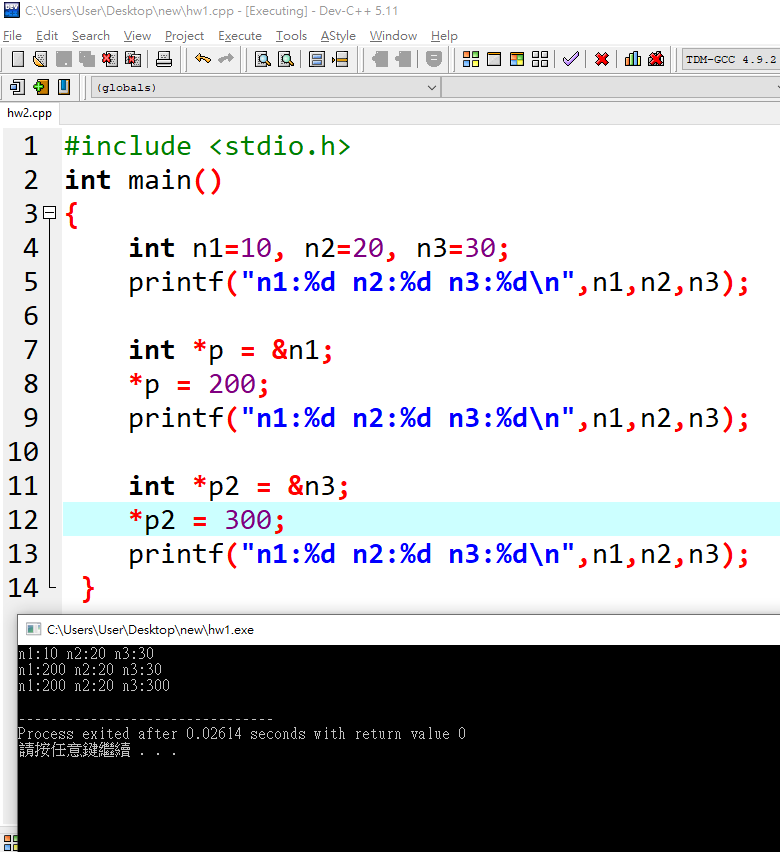 C:\Users\User\Desktop\new\hw1.cpp - [Executing] - Dev-C++ 5.11
File Edit Search View Project Execute Tools AStyle Window Help
TDM-GCC 4.9.2
(globals)
hw2.cpp
1 #include <stdio.h>
2 int main()
3 {
4 int n1=10, n2=20, n3=30;
5 printf("n1:%d n2:%d n3:%d\n",n1,n2,n3);
6
7 int *p = &n1;
8 *p = 200;
9 printf("n1:%d n2:%d n3:%d\n",n1,n2,n3);
10
11 int *p2 = &n3;
12 *p2 = 300;
13 printf("n1:%d n2:%d n3:%d\n",n1,n2,n3);
14 }
C:\Users\User\Desktop\new\hw1.exe
n1:10 n2:20 n3:30
n1:200 n2:20 n3:30
n1:200 n2:20 n3:300
--------------------------------
Process exited after 0.02614 seconds with return value 0
請按任意鍵繼續 . . .